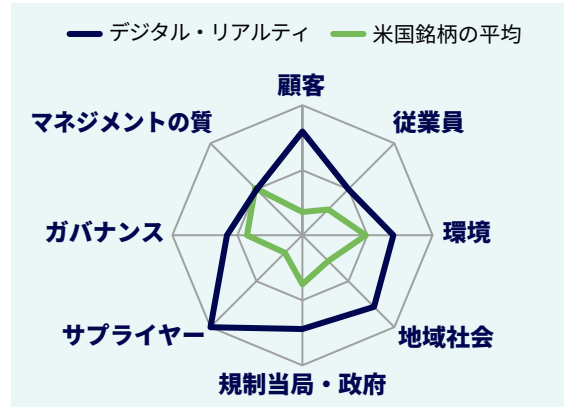 デジタル・リアルティ 米国銘柄の平均
顧客
マネジメントの質 従業員
ガバナンス 環境
サプライヤー 地域社会
規制当局・政府